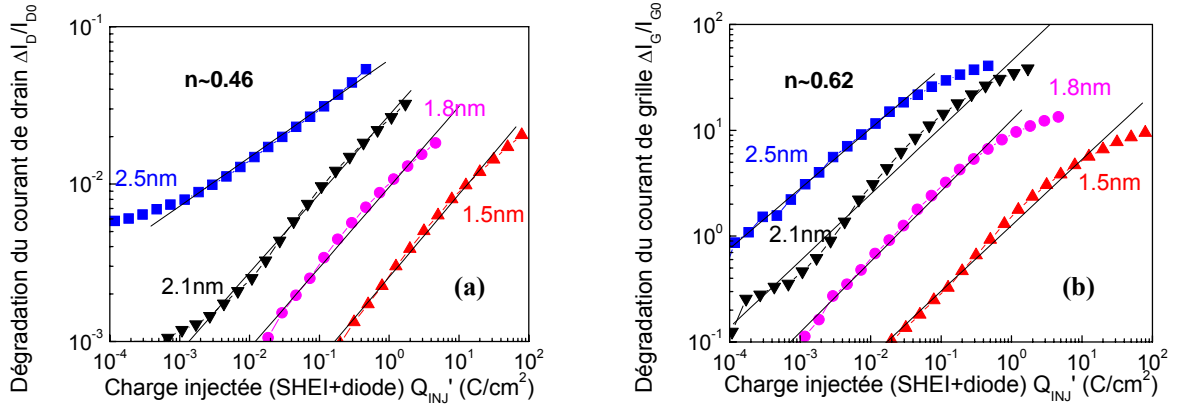 Dégradation du courant de drain ΔI_D/I_D0
10^-1
10^-2
10^-3
n~0.46
2.5nm
2.1nm
1.8nm
1.5nm
(a)
10^-4 10^-3 10^-2 10^-1 10^0 10^1 10^2
Charge injectée (SHEI+diode) Q_INJ' (C/cm^2)
Dégradation du courant de grille ΔI_G/I_G0
10^2
10^1
10^0
10^-1
n~0.62
2.5nm
2.1nm
1.8nm
1.5nm
(b)
10^-4 10^-3 10^-2 10^-1 10^0 10^1 10^2
Charge injectée (SHEI+diode) Q_INJ' (C/cm^2)